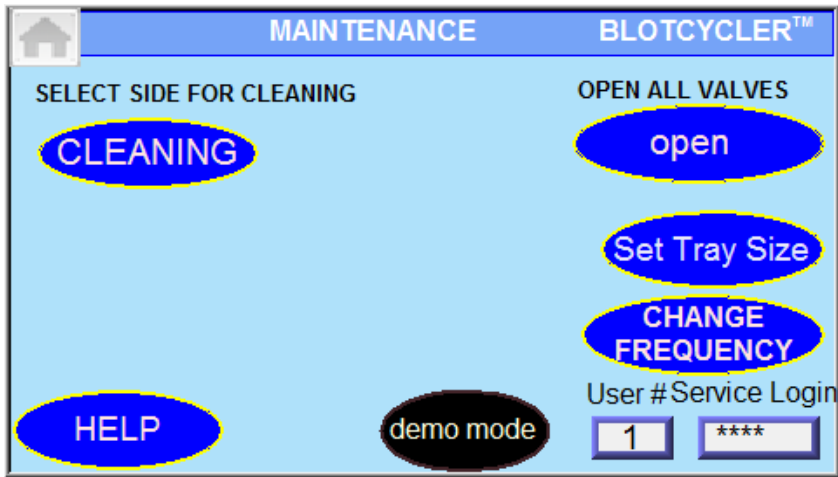 MAINTENANCE BLOTCYCLER™
SELECT SIDE FOR CLEANING
OPEN ALL VALVES
CLEANING
open
Set Tray Size
CHANGE
FREQUENCY
User # Service Login
HELP
demo mode
1
****